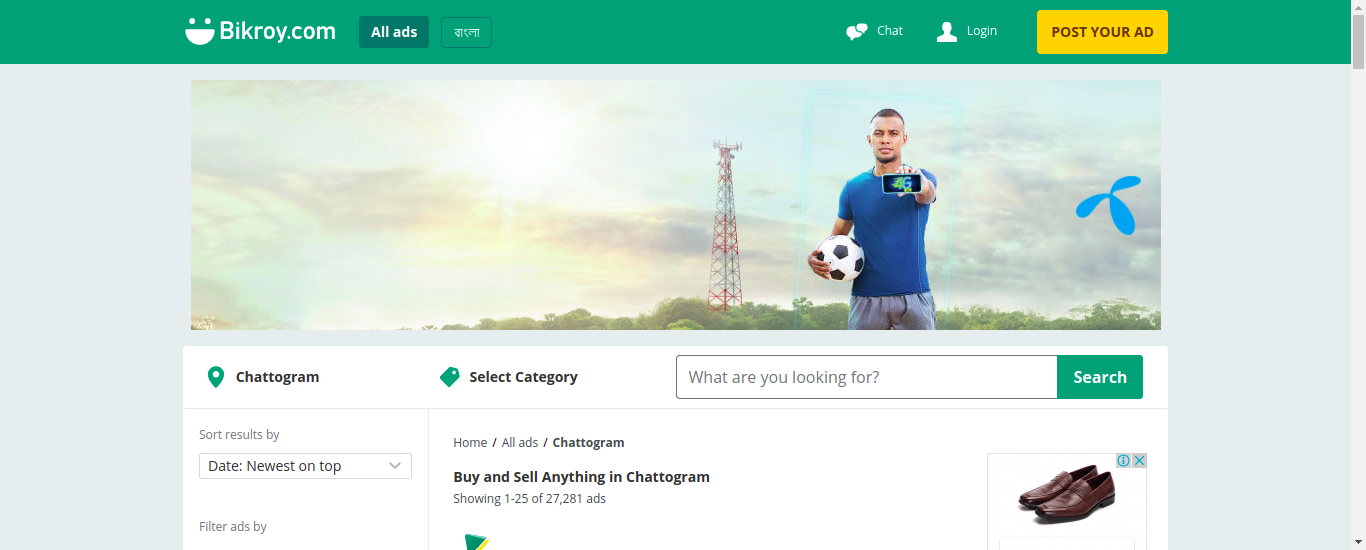 Bikroy.com
All ads
বাংলা
Chat
Login
POST YOUR AD
4G
Chattogram
Select Category
What are you looking for?
Search
Sort results by
Date: Newest on top
Filter ads by
Home / All ads / Chattogram
Buy and Sell Anything in Chattogram
Showing 1-25 of 27,281 ads